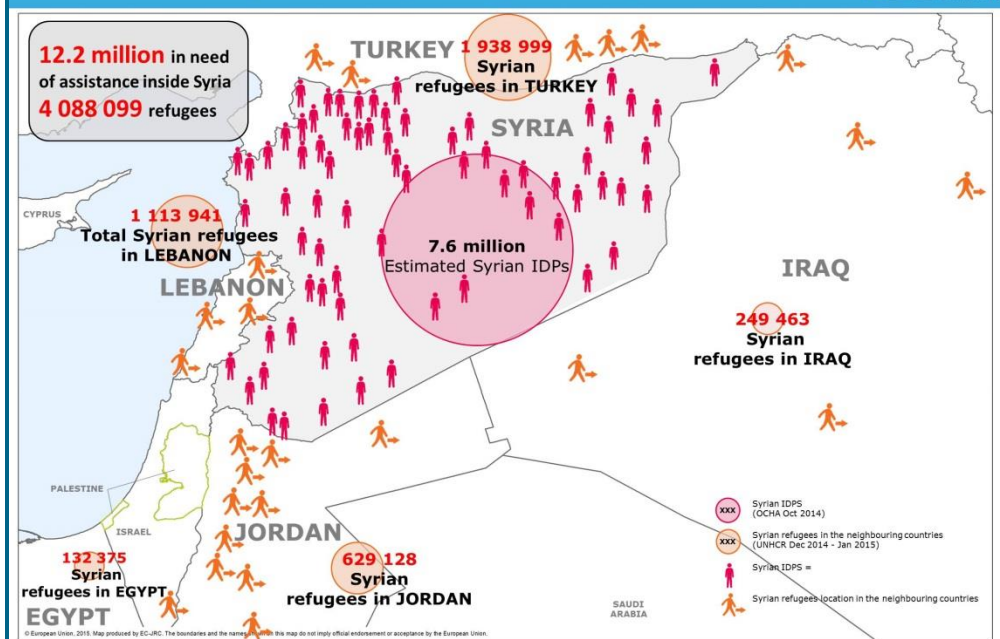 12.2 million in need
of assistance inside Syria
4 088 099 refugees
TURKEY
1 938 999
Syrian
refugees in TURKEY
SYRIA
CYPRUS
1 113 941
Total Syrian refugees
in LEBANON
7.6 million
Estimated Syrian IDPs
LEBANON
IRAQ
249 463
Syrian
refugees in IRAQ
PALESTINE
ISRAEL
JORDAN
132 375
Syrian
refugees in EGYPT
EGYPT
629 128
Syrian
refugees in JORDAN
SAUDI
ARABIA
xxx
Syrian IDPS
(OCHA Oct 2014)
xxx
Syrian refugees in the neighbouring countries
(UNHCR Dec 2014 - Jan 2015)
Syrian IDPS =
Syrian refugees location in the neighbouring countries
© European Union, 2015. Map produced by EC-JRC. The boundaries and the names on this map do not imply official endorsement or acceptance by the European Union.